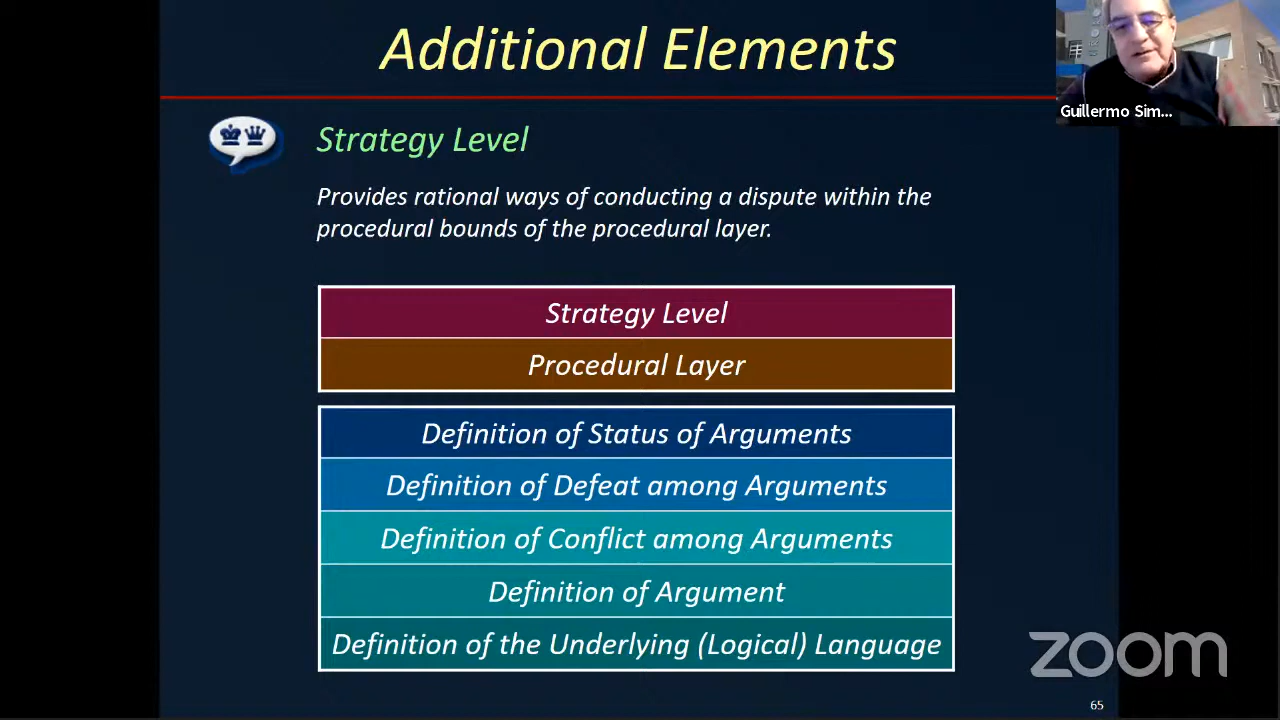 Additional Elements
Guillermo Sim...
Strategy Level
Provides rational ways of conducting a dispute within the
procedural bounds of the procedural layer.
Strategy Level
Procedural Layer
Definition of Status of Arguments
Definition of Defeat among Arguments
Definition of Conflict among Arguments
Definition of Argument
Definition of the Underlying (Logical) Language
zoom
65